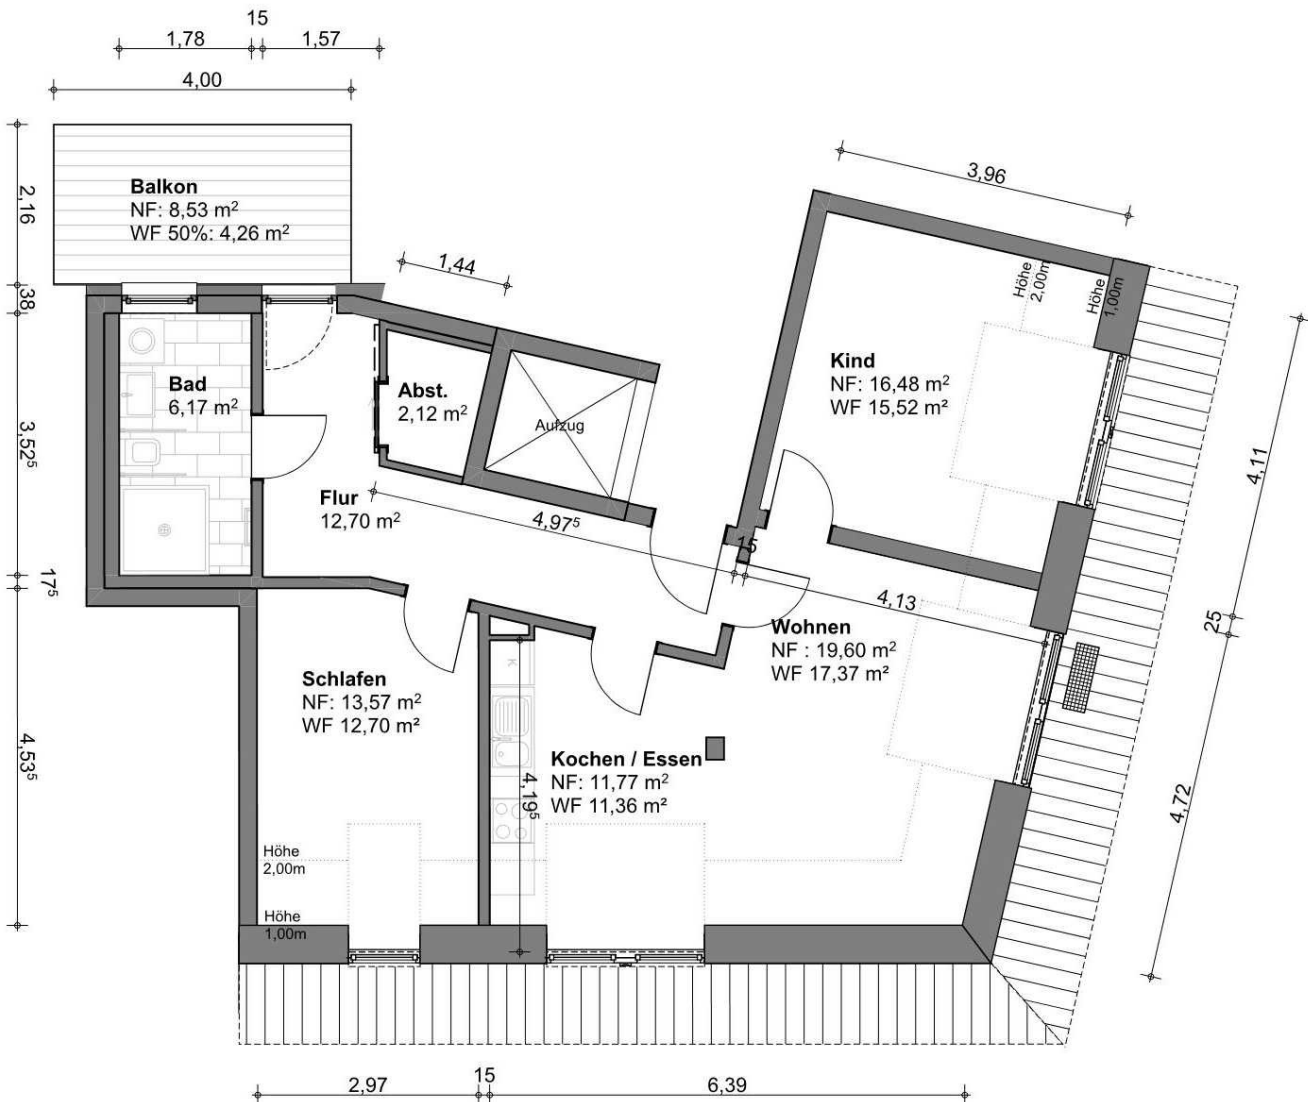 15
1,78
1,57
4,00
Balkon
NF: 8,53 m²
WF 50%: 4,26 m²
2,16
38
3,52⁵
17⁵
4,53⁵
1,44
3,96
Höhe
2,00m
Höhe
1,00m
Kind
NF: 16,48 m²
WF 15,52 m²
Bad
6,17 m²
Abst.
2,12 m²
Aufzug
Flur
12,70 m²
4,97⁵
15
4,13
4,11
25
4,72
Wohnen
NF : 19,60 m²
WF 17,37 m²
Schlafen
NF: 13,57 m²
WF 12,70 m²
K
Kochen / Essen
NF: 11,77 m²
WF 11,36 m²
4,19⁵
Höhe
2,00m
Höhe
1,00m
2,97
15
6,39